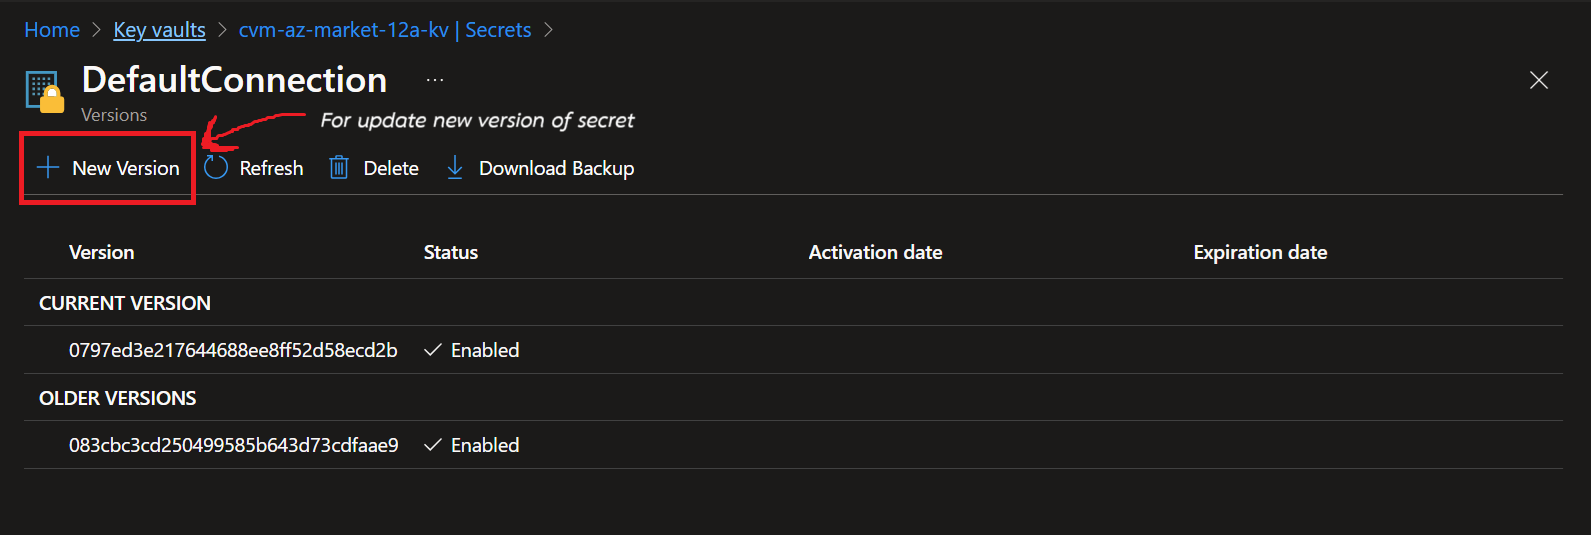 Home > Key vaults > cvm-az-market-12a-kv | Secrets >
DefaultConnection ...
Versions
For update new version of secret
New Version Refresh Delete Download Backup
Version Status Activation date Expiration date
CURRENT VERSION
0797ed3e217644688ee8ff52d58ecd2b Enabled
OLDER VERSIONS
083cbc3cd250499585b643d73cdfaae9 Enabled